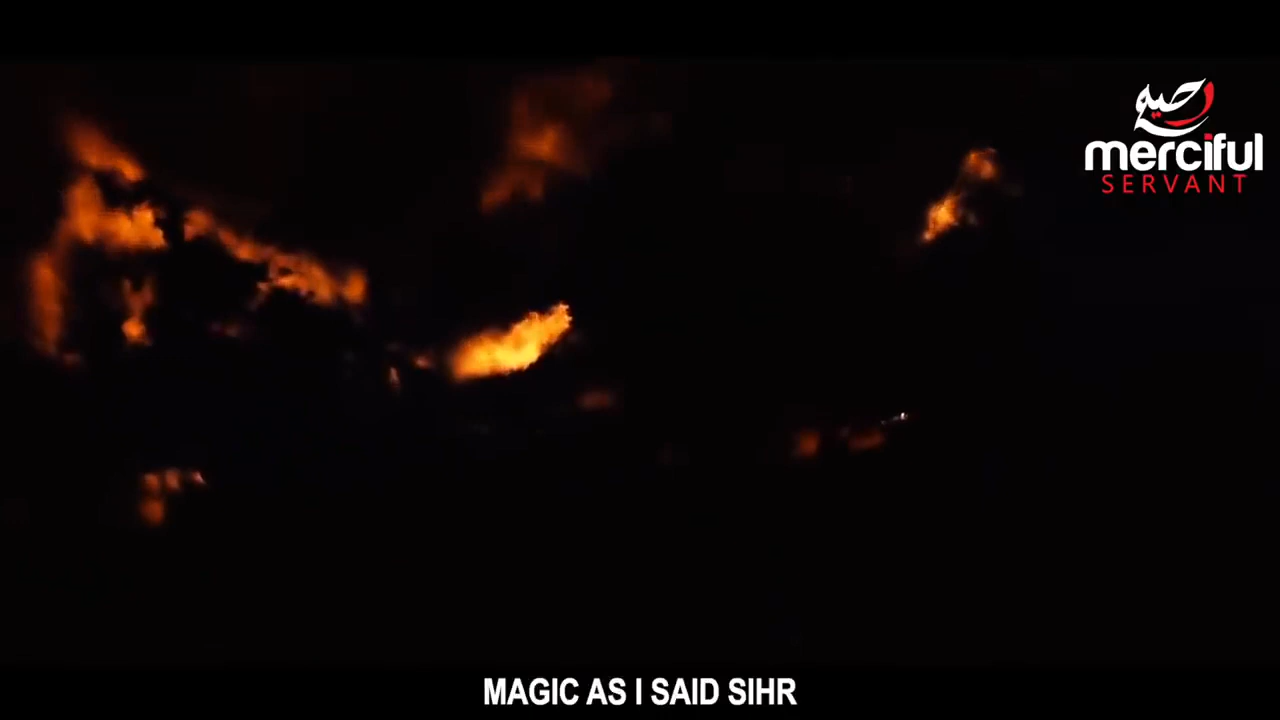 رحيم
merciful
SERVANT
MAGIC AS I SAID SIHR